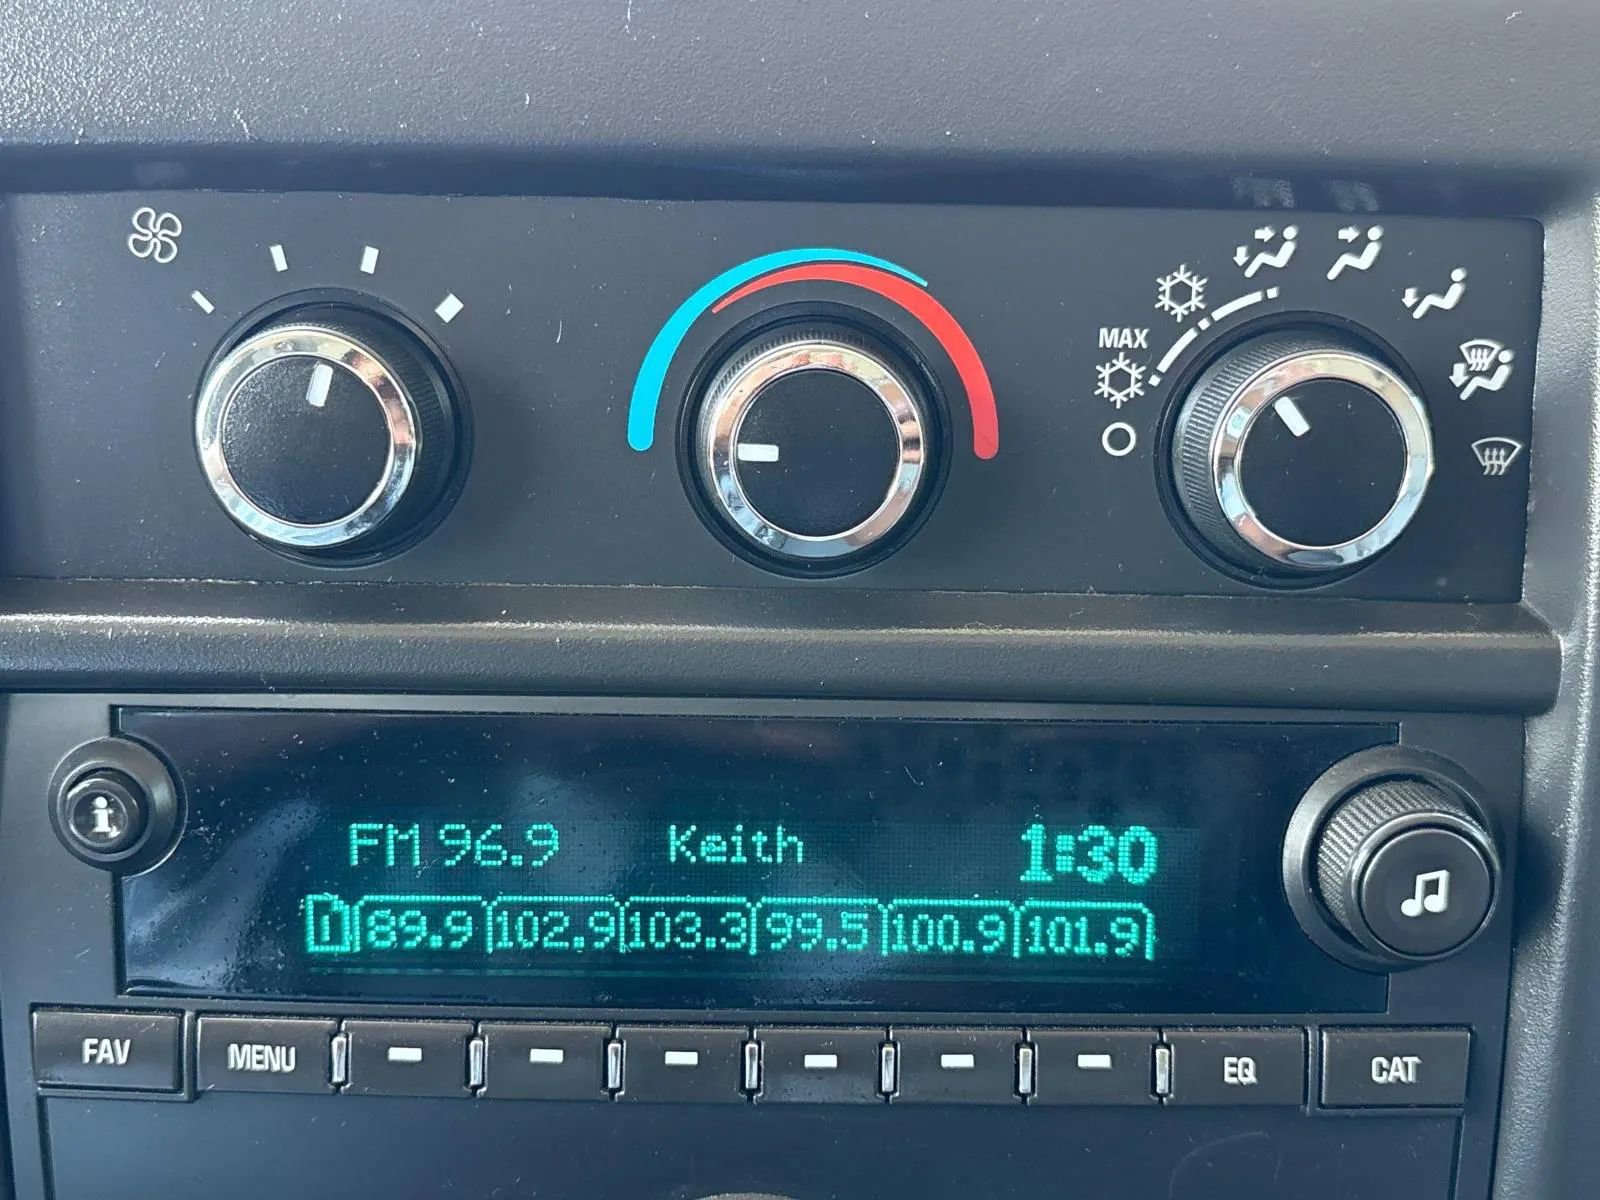 MAX
FM 96.9 Keith 1:30
1 89.9 102.9 103.3 99.5 100.9 101.9
i
FAV MENU EQ CAT